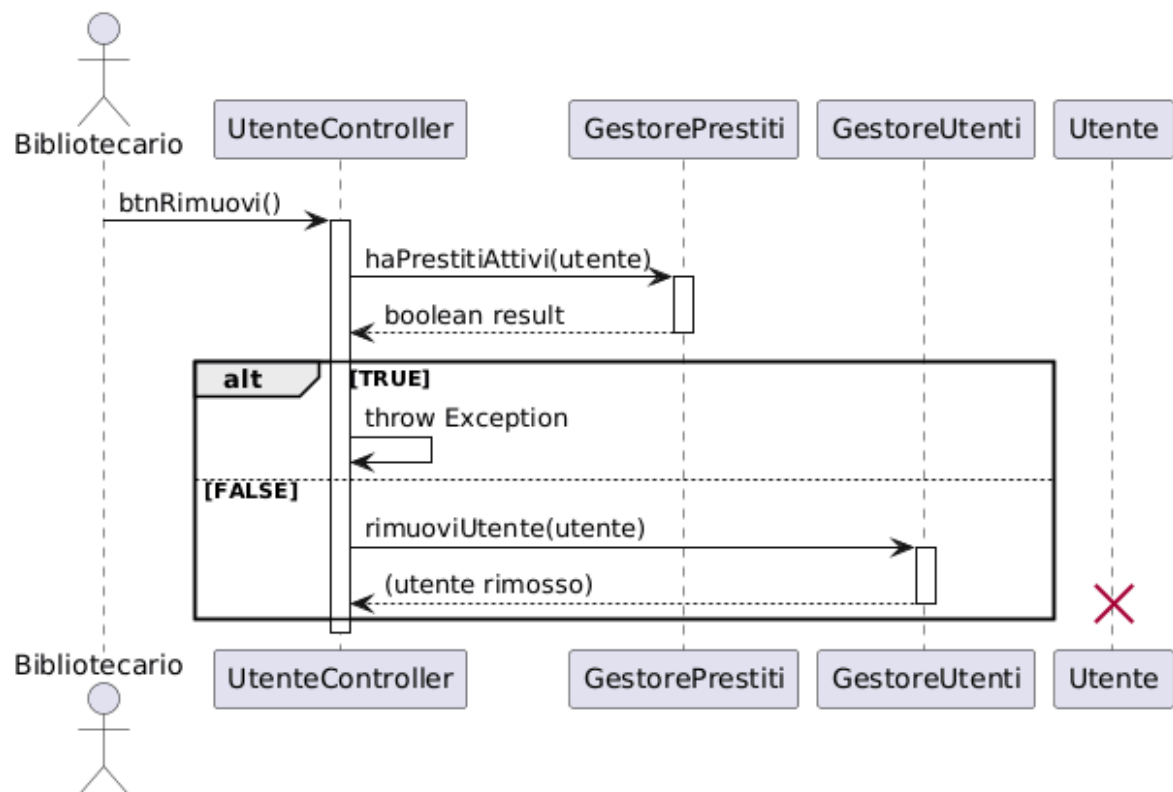 Bibliotecario
UtenteController
GestorePrestiti
GestoreUtenti
Utente
btnRimuovi()
haPrestitiAttivi(utente)
boolean result
alt
[TRUE]
throw Exception
[FALSE]
rimuoviUtente(utente)
(utente rimosso)
Bibliotecario
UtenteController
GestorePrestiti
GestoreUtenti
Utente